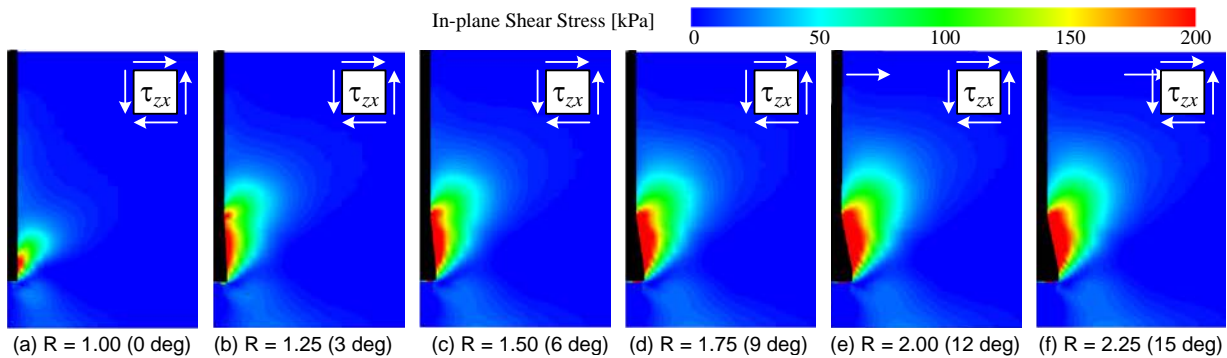 In-plane Shear Stress [kPa]
0 50 100 150 200
τzx τzx τzx τzx τzx τzx
(a) R = 1.00 (0 deg) (b) R = 1.25 (3 deg) (c) R = 1.50 (6 deg) (d) R = 1.75 (9 deg) (e) R = 2.00 (12 deg) (f) R = 2.25 (15 deg)